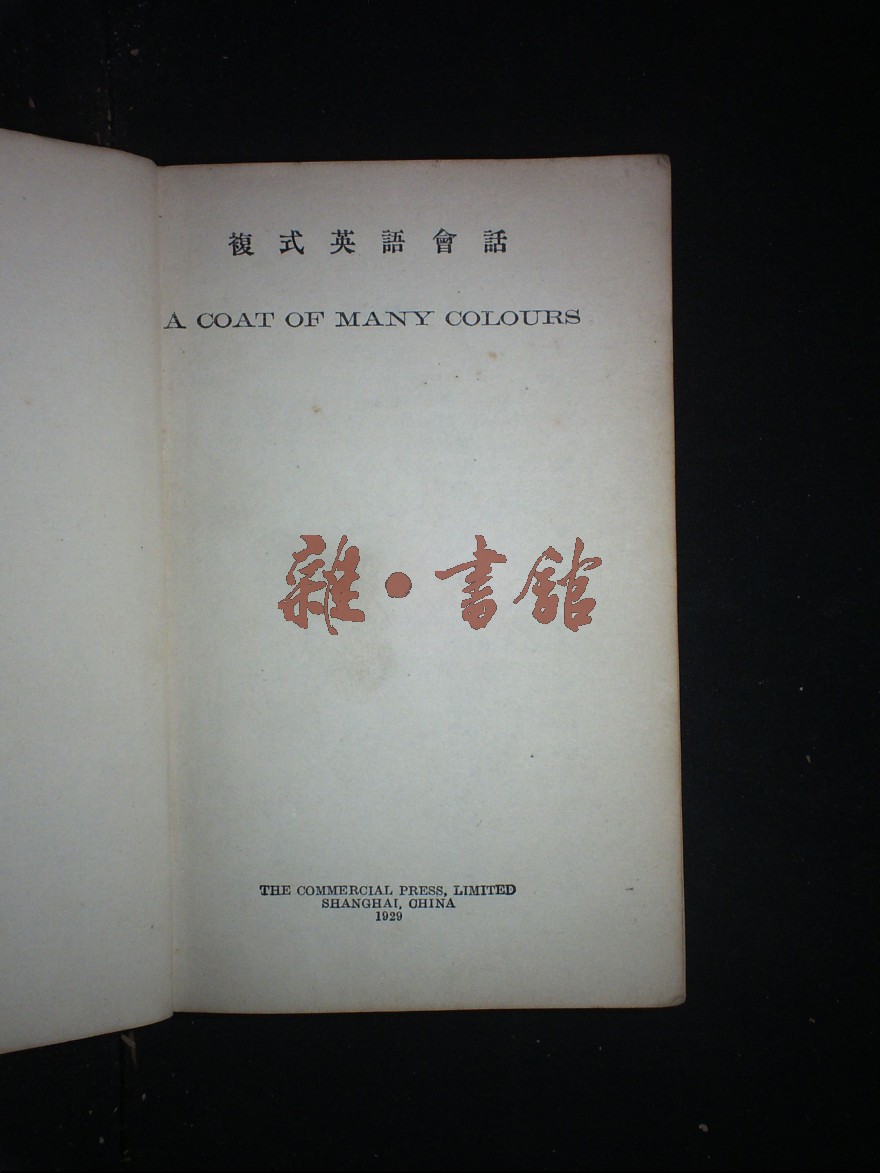 複式英語會話
A COAT OF MANY COLOURS
雜·書館
THE COMMERCIAL PRESS, LIMITED
SHANGHAI, CHINA
1929